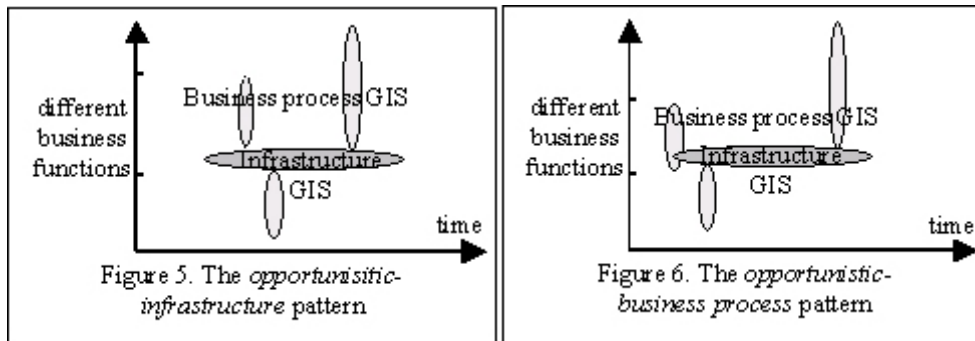 different
business
functions
Business process GIS
Infrastructure
GIS
time
Figure 5. The opportunisitic-
infrastructure pattern
different
business
functions
Business process GIS
Infrastructure
GIS
time
Figure 6. The opportunistic-
business process pattern